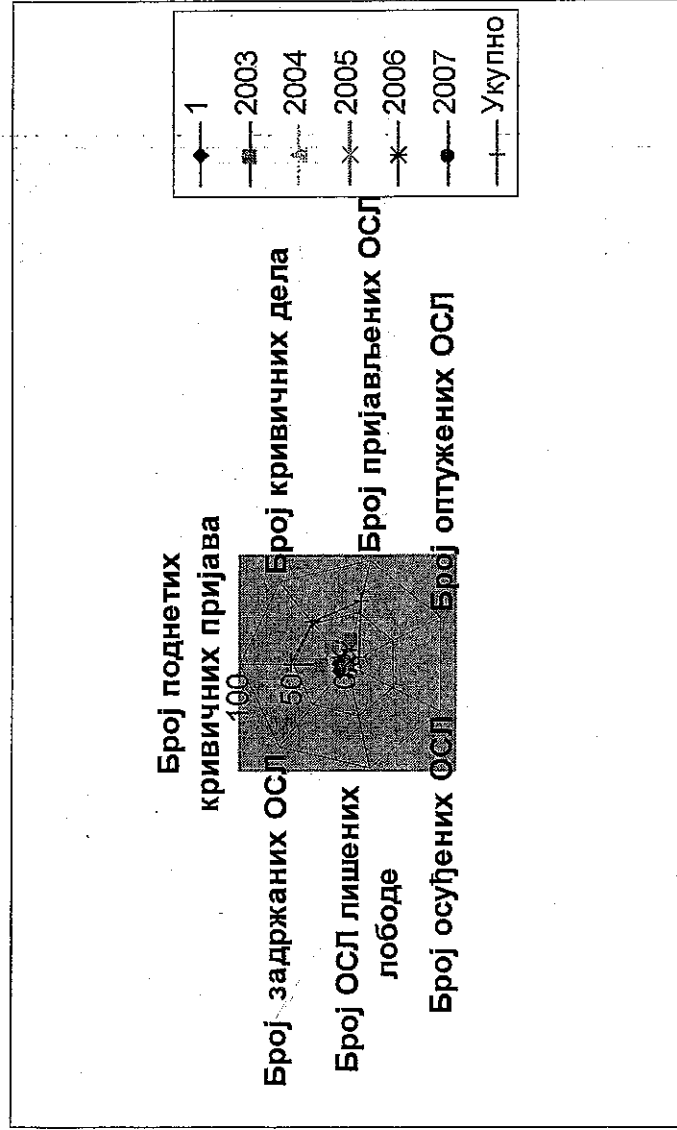 Број поднетих
кривичних пријава
100
50
0
Број кривичних дела
Број пријављених ОСЛ
Број оптужених ОСЛ
Број осуђених ОСЛ
Број ОСЛ лишених
лободе
Број задржаних ОСЛ
1
2003
2004
2005
2006
2007
Укупно